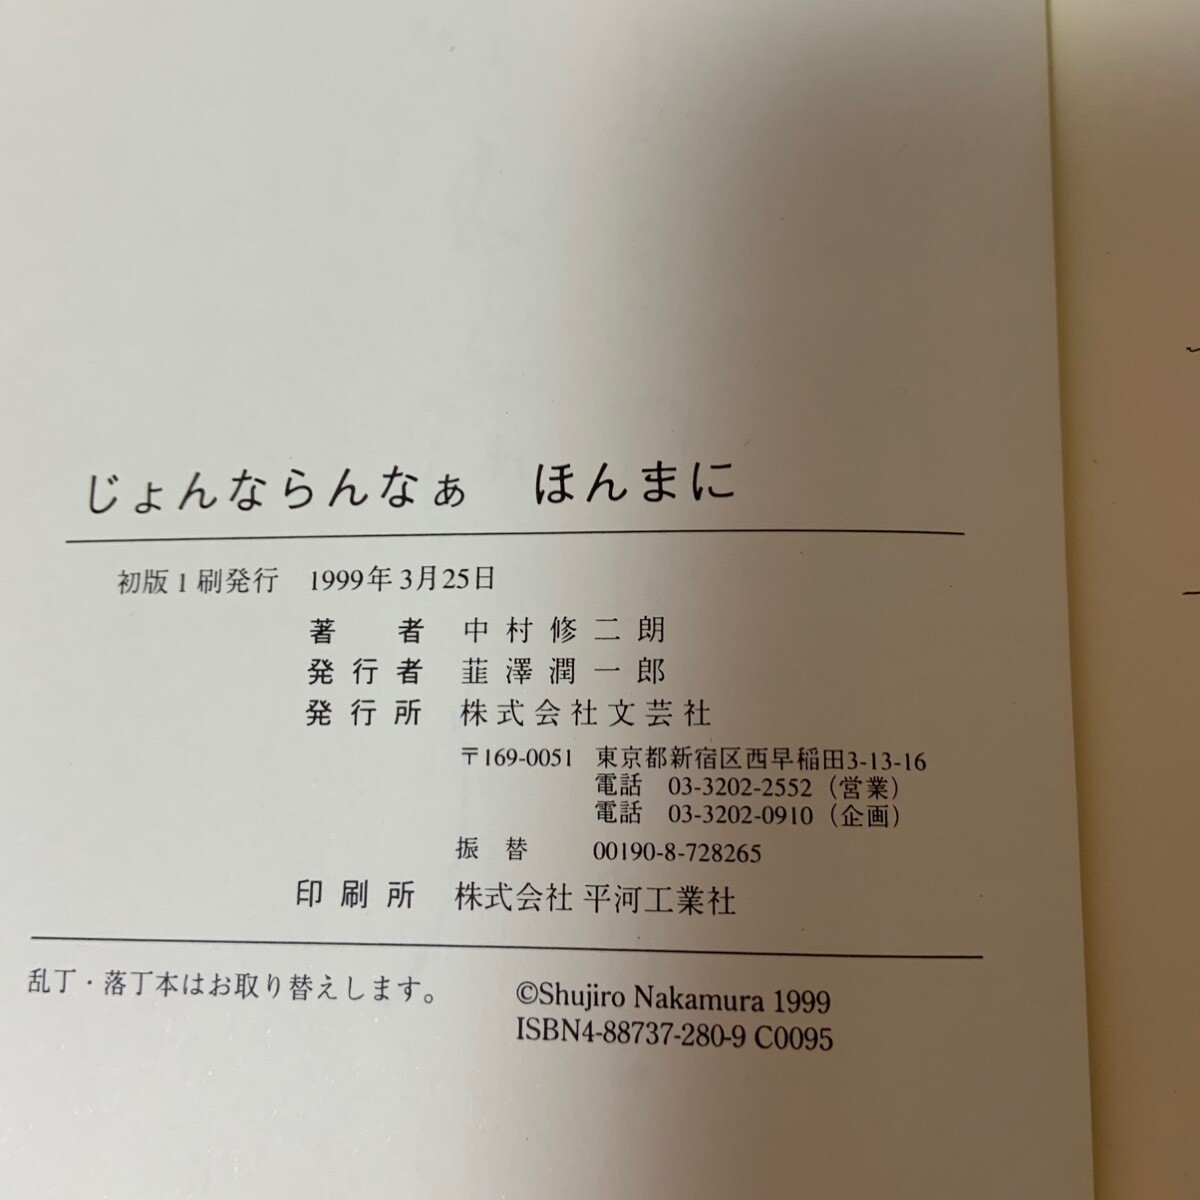 じょんならんなぁ　ほんまに
初版1刷発行　1999年3月25日
著　者　中村修二朗
発行者　韮澤潤一郎
発行所　株式会社文芸社
〒169-0051　東京都新宿区西早稲田3-13-16
電話　03-3202-2552（営業）
電話　03-3202-0910（企画）
振替　00190-8-728265
印刷所　株式会社 平河工業社
乱丁・落丁本はお取り替えします。
©Shujiro Nakamura 1999
ISBN4-88737-280-9 C0095